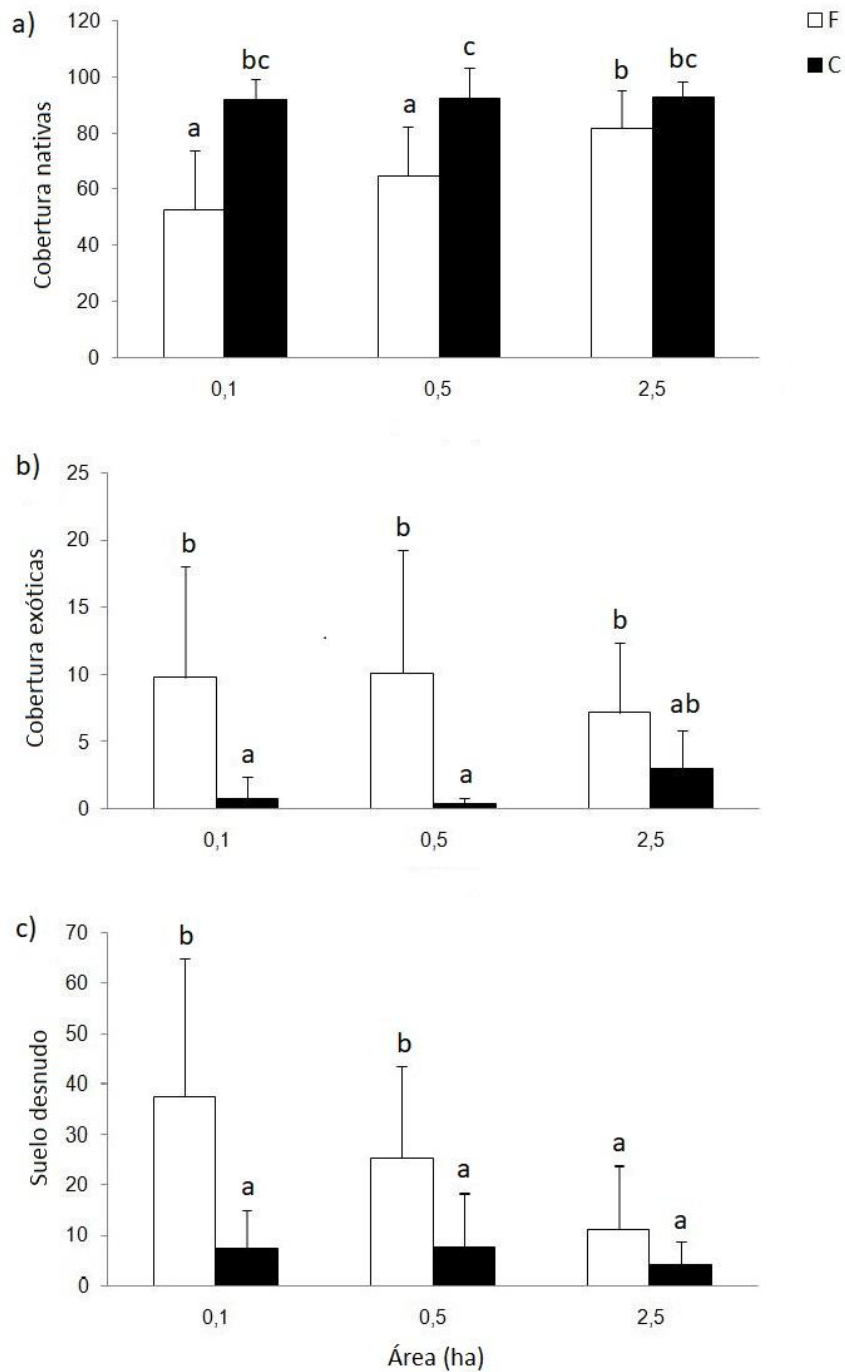 a)
F
C
Cobertura nativas
120
100
80
60
40
20
0
a
bc
a
c
b
bc
0,1
0,5
2,5
b)
Cobertura exóticas
25
20
15
10
5
0
b
a
b
a
b
ab
0,1
0,5
2,5
c)
Suelo desnudo
70
60
50
40
30
20
10
0
b
a
b
a
a
a
0,1
0,5
2,5
Área (ha)